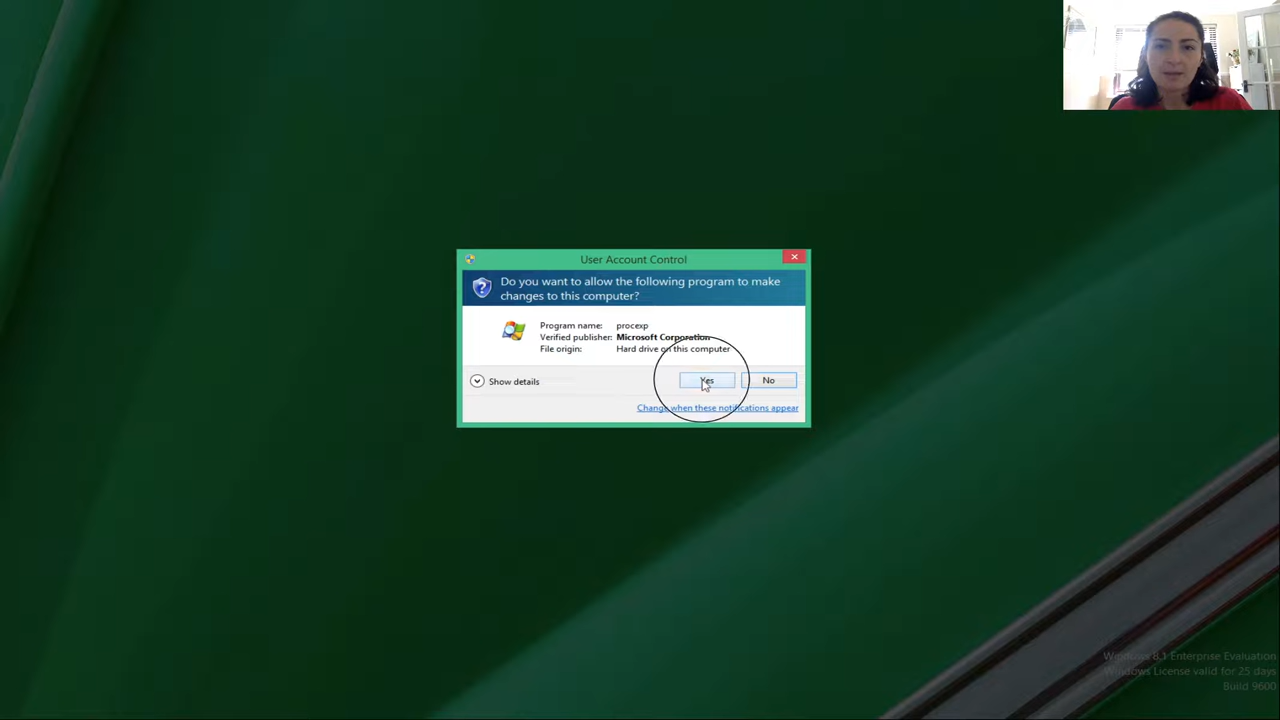 User Account Control
Do you want to allow the following program to make
changes to this computer?
Program name: procexp
Verified publisher: Microsoft Corporation
File origin: Hard drive on this computer
Show details
Yes
No
Change when these notifications appear
Windows 8.1 Enterprise Evaluation
Windows License valid for 25 days
Build 9600